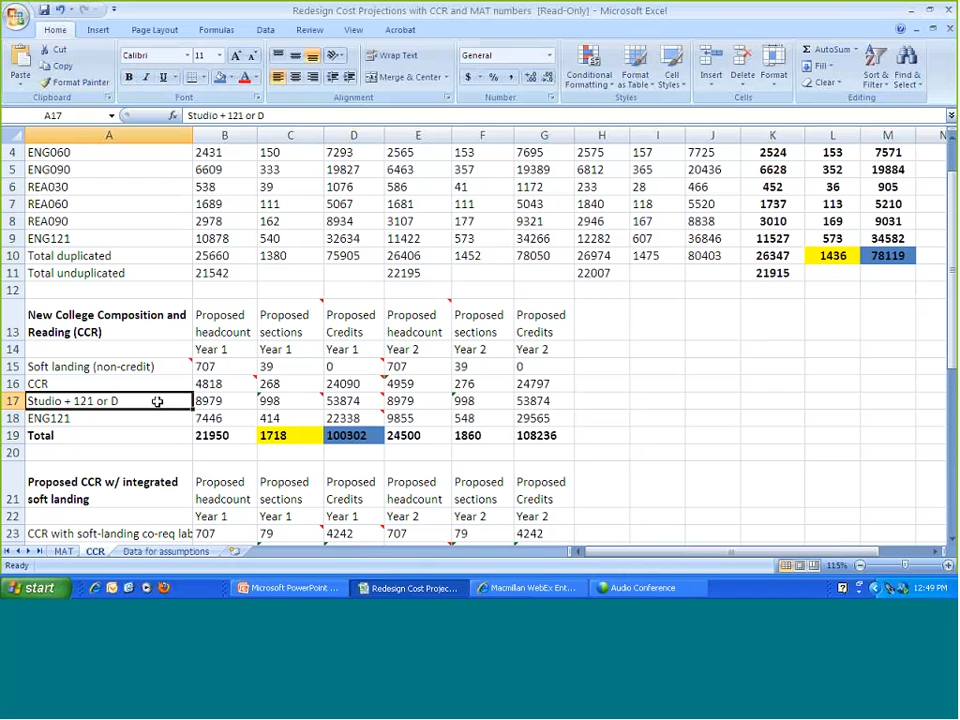 Redesign Cost Projections with CCR and MAT numbers [Read-Only] - Microsoft Excel
Home Insert Page Layout Formulas Data Review View Acrobat
Paste Cut Copy Format Painter Clipboard
Calibri 11 A A B I U A Font
Wrap Text Merge & Center Alignment
General $ % , Number
Conditional Formatting Format as Table Cell Styles Styles
Insert Delete Format Cells
Σ AutoSum Fill Clear Sort & Filter Find & Select Editing
A17 fx Studio + 121 or D
A B C D E F G H I J K L M N
4 ENG060 2431 150 7293 2565 153 7695 2575 157 7725 2524 153 7571
5 ENG090 6609 333 19827 6463 357 19389 6812 365 20436 6628 352 19884
6 REA030 538 39 1076 586 41 1172 233 28 466 452 36 905
7 REA060 1689 111 5067 1681 111 5043 1840 118 5520 1737 113 5210
8 REA090 2978 162 8934 3107 177 9321 2946 167 8838 3010 169 9031
9 ENG121 10878 540 32634 11422 573 34266 12282 607 36846 11527 573 34582
10 Total duplicated 25660 1380 75905 26406 1452 78050 26974 1475 80403 26347 1436 78119
11 Total unduplicated 21542 22195 22007 21915
12
New College Composition and Proposed Proposed Proposed Proposed Proposed Proposed
13 Reading (CCR) headcount sections Credits headcount sections Credits
14 Year 1 Year 1 Year 1 Year 2 Year 2 Year 2
15 Soft landing (non-credit) 707 39 0 707 39 0
16 CCR 4818 268 24090 4959 276 24797
17 Studio + 121 or D 8979 998 53874 8979 998 53874
18 ENG121 7446 414 22338 9855 548 29565
19 Total 21950 1718 100302 24500 1860 108236
20
Proposed CCR w/ integrated Proposed Proposed Proposed Proposed Proposed Proposed
21 soft landing headcount sections Credits headcount sections Credits
22 Year 1 Year 1 Year 1 Year 2 Year 2 Year 2
23 CCR with soft-landing co-req lab 707 79 4242 707 79 4242
MAT CCR Data for assumptions
Ready 115%
start Microsoft PowerPoint ... Redesign Cost Projec... Macmillan WebEx Ent... Audio Conference 12:49 PM